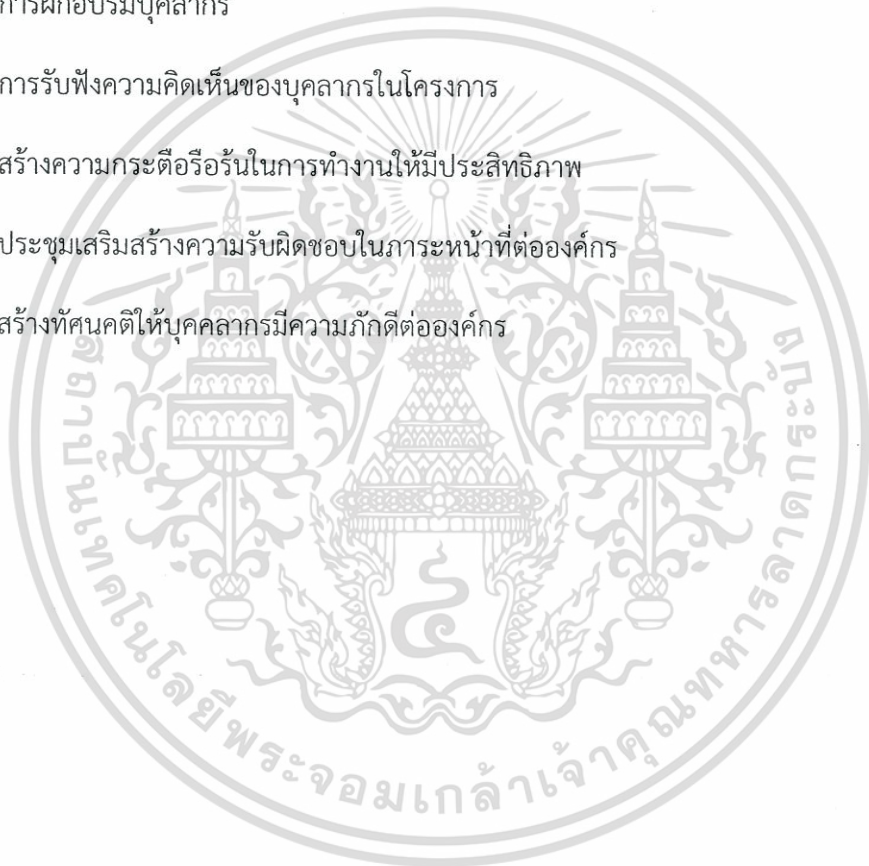 การฝึกอบรมบุคลากร
การรับฟังความคิดเห็นของบุคลากรในโครงการ
สร้างความกระตือรือร้นในการทำงานให้มีประสิทธิภาพ
ประชุมเสริมสร้างความรับผิดชอบในภาระหน้าที่ต่อองค์กร
สร้างทัศนคติให้บุคคลากรมีความภักดีต่อองค์กร
๔
สถาบันเทคโนโลยีพระจอมเกล้าเจ้าคุณทหารลาดกระบัง